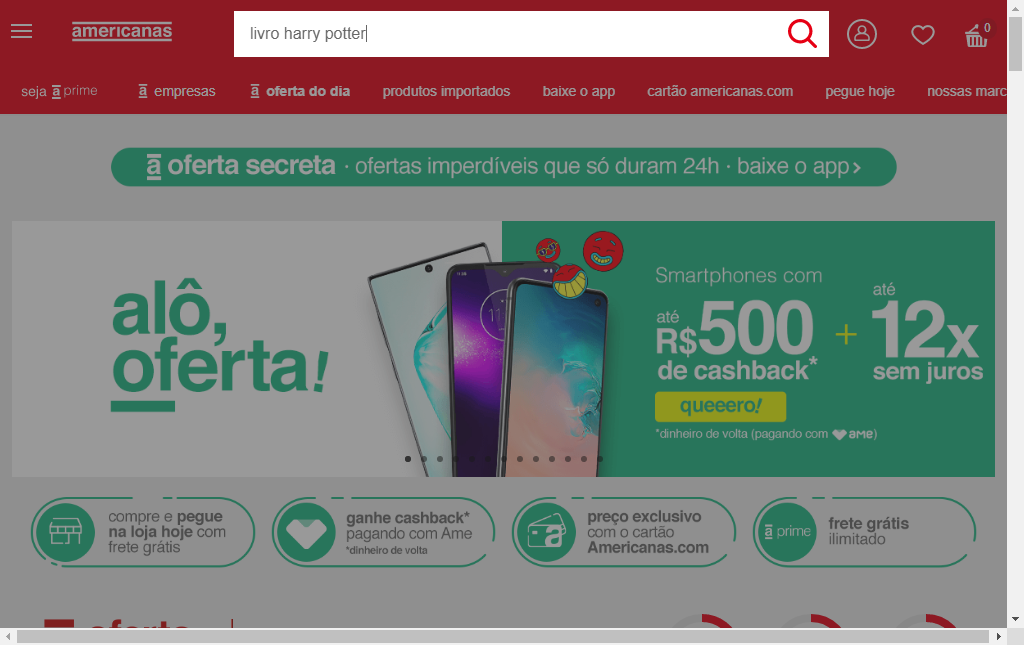 americanas
livro harry potter
0
seja a prime
a empresas
a oferta do dia
produtos importados
baixe o app
cartão americanas.com
pegue hoje
nossas marc
a oferta secreta · ofertas imperdíveis que só duram 24h · baixe o app >
alô,
oferta!
Smartphones com
até
R$500
de cashback*
+
até
12x
sem juros
queeero!
*dinheiro de volta (pagando com ame)
compre e pegue
na loja hoje com
frete grátis
ganhe cashback*
pagando com Ame
*dinheiro de volta
a
preço exclusivo
com o cartão
Americanas.com
a prime
frete grátis
ilimitado
oferta